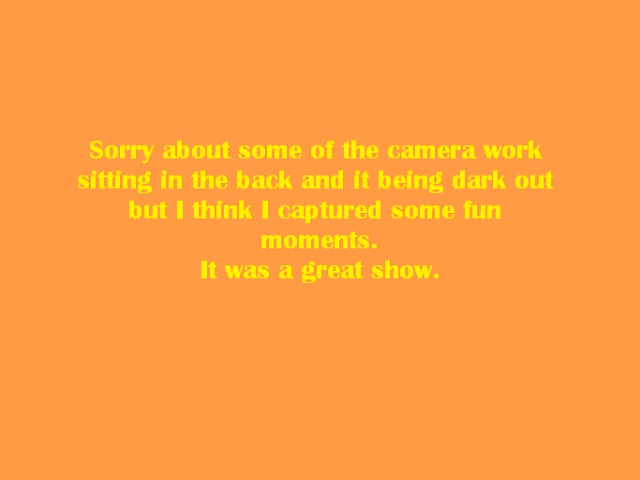 Sorry about some of the camera work
sitting in the back and it being dark out
but I think I captured some fun
moments.
It was a great show.